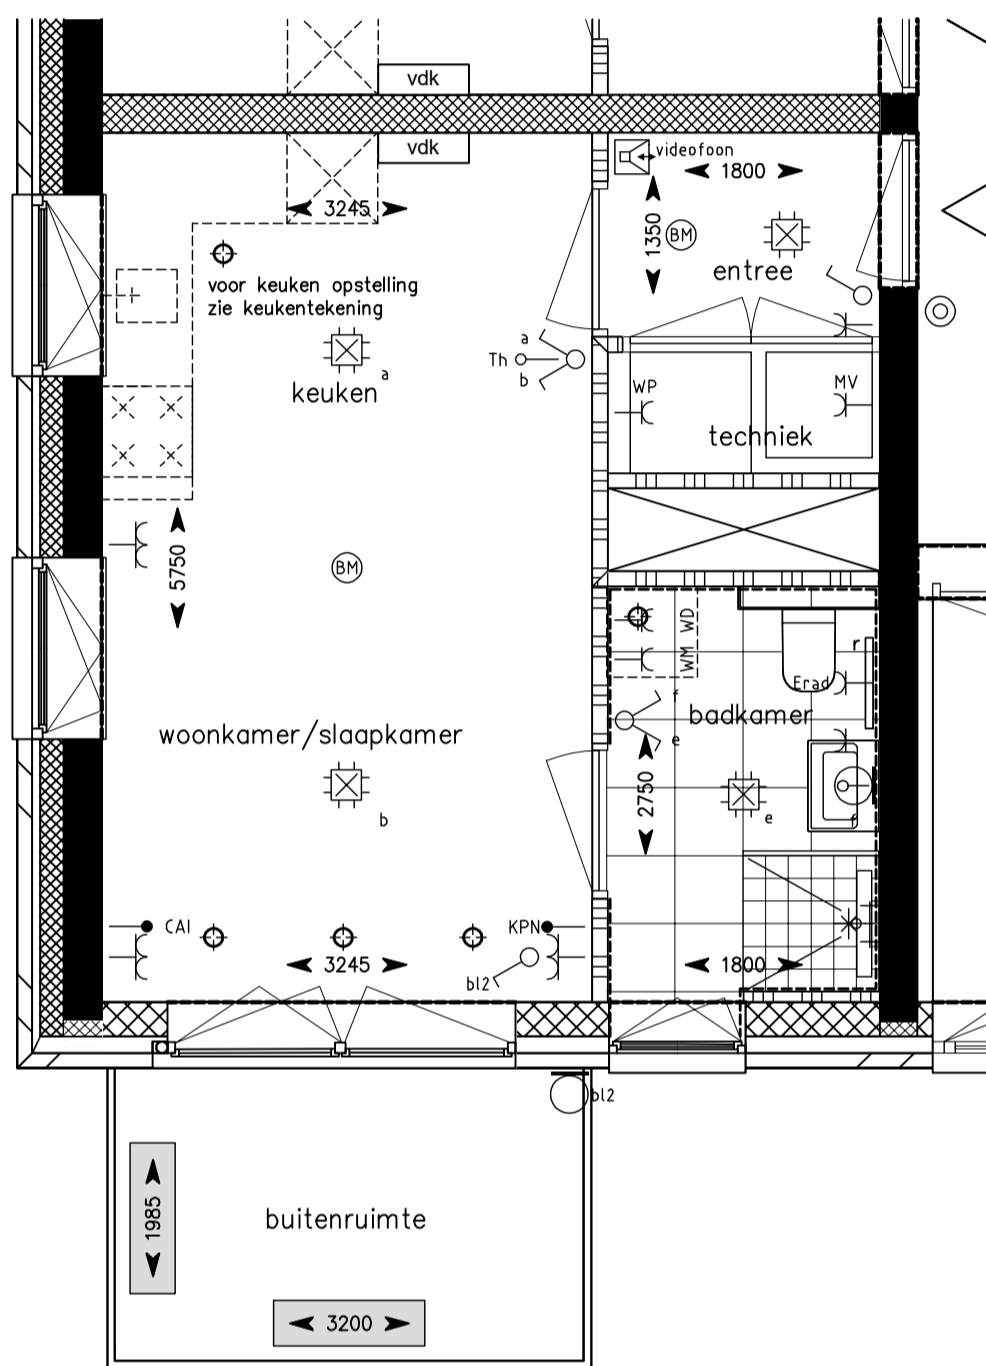 vdk
vdk
videofoon
3245
1800
1350
BM
entree
voor keuken opstelling
zie keukentekening
a
keuken
Th
a
b
WP
MV
techniek
5750
BM
WM WD
r
Erad
f
e
badkamer
woonkamer/slaapkamer
2750
b
e
f
CAI
KPN
bl2
3245
1800
bl2
1985
buitenruimte
3200